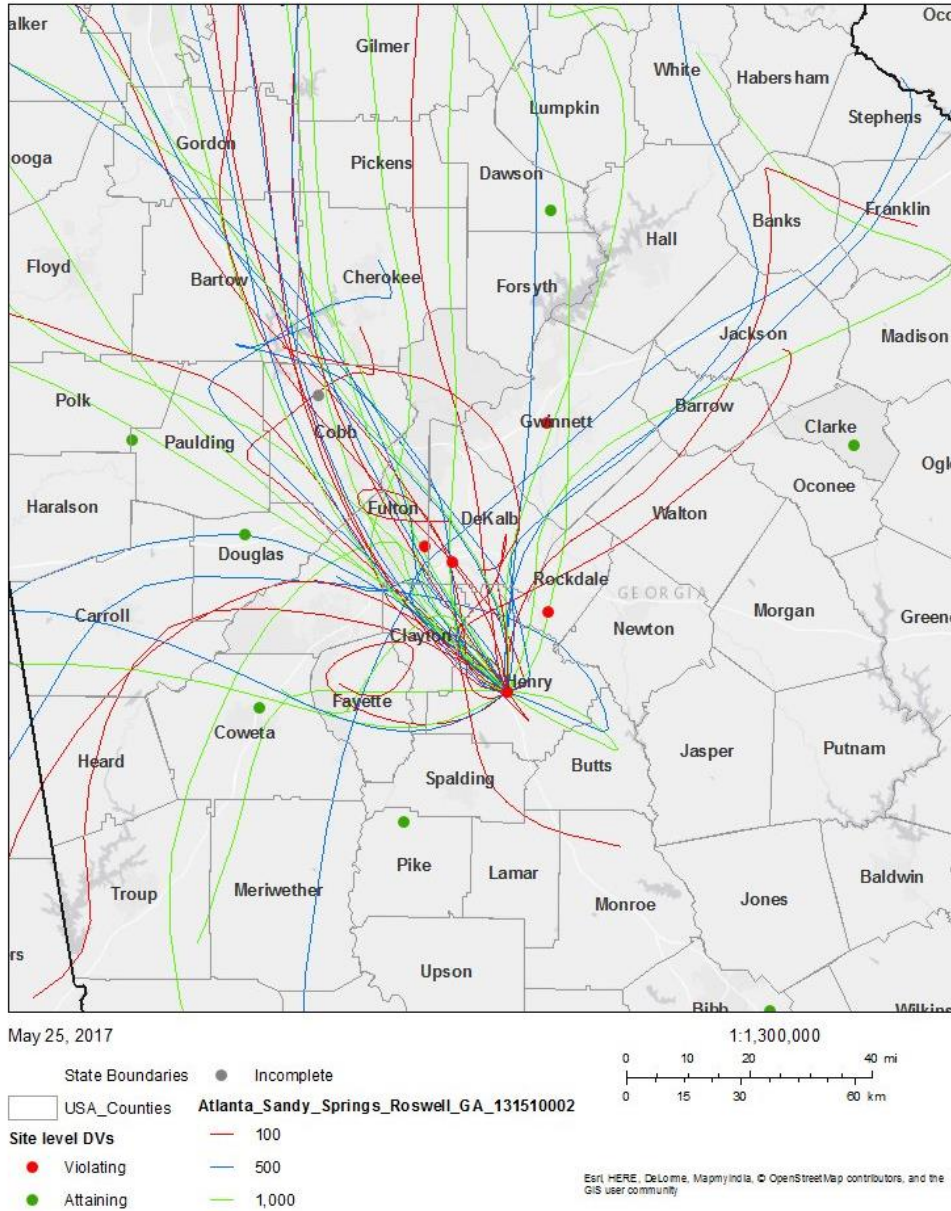 alker
Gilmer
White
Habersham
Oco
Lumpkin
Stephens
Gordon
ooga
Pickens
Dawson
Franklin
Banks
Hall
Floyd
Bartow
Cherokee
Forsyth
Jackson
Madison
Polk
Barrow
Cobb
Gwinnett
Clarke
Paulding
Ogl
Oconee
Haralson
Fulton
DeKalb
Walton
Douglas
Rockdale
GEORGIA
Carroll
Morgan
Greene
Newton
Clayton
Henry
Fayette
Coweta
Jasper
Putnam
Heard
Butts
Spalding
Pike
Lamar
Baldwin
Troup
Meriwether
Jones
Monroe
rs
Upson
Bibb
Wilkins
May 25, 2017
1:1,300,000
0 10 20 40 mi
0 15 30 60 km
State Boundaries
Incomplete
USA_Counties
Atlanta_Sandy_Springs_Roswell_GA_131510002
Site level DVs
100
Violating
500
Attaining
1,000
Esri, HERE, DeLorme, MapmyIndia, © OpenStreetMap contributors, and the
GIS user community